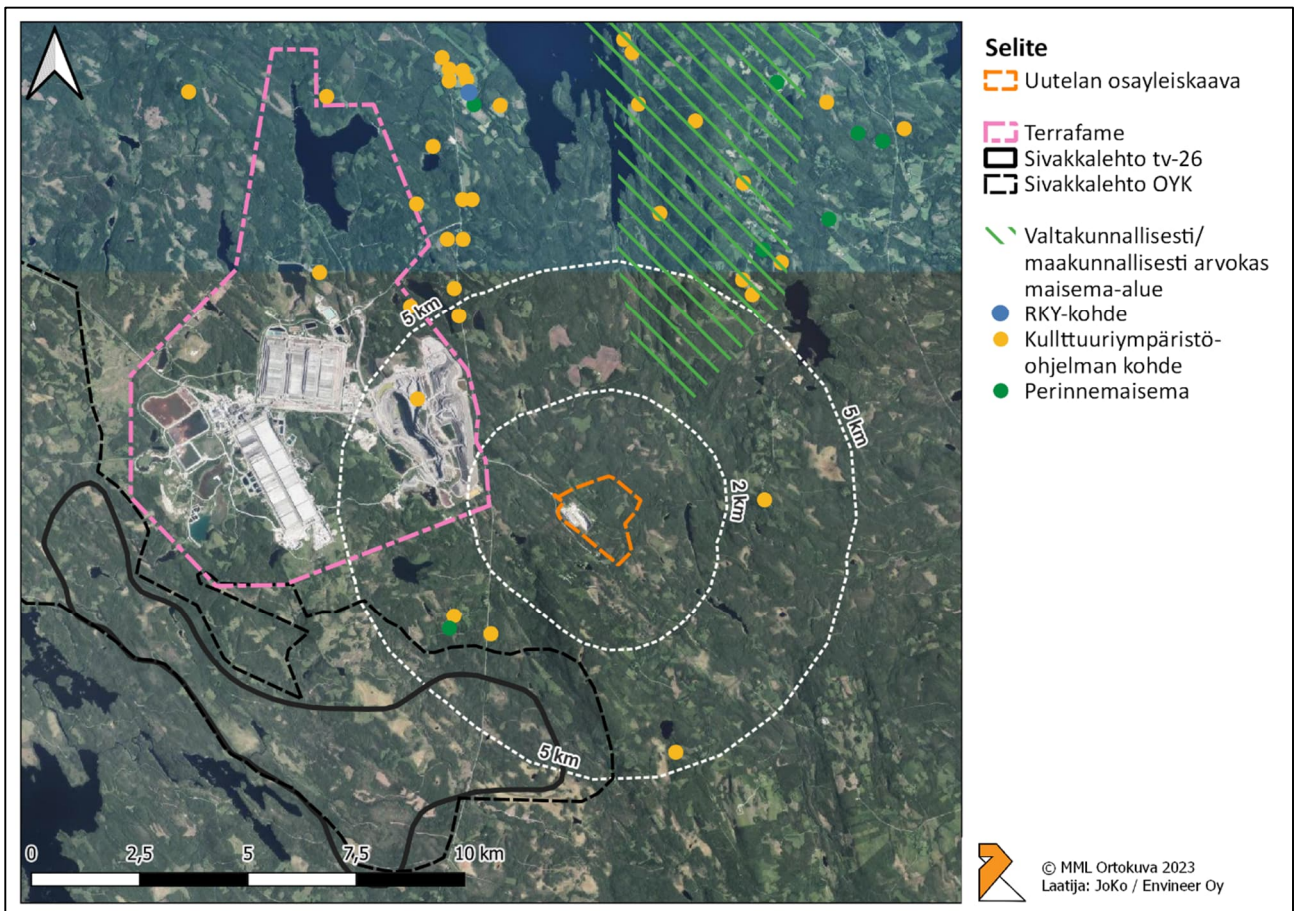 Selite
Uutelan osayleiskaava
Terrafame
Sivakkalehto tv-26
Sivakkalehto OYK
Valtakunnallisesti/
maakunnallisesti arvokas
maisema-alue
RKY-kohde
Kullttuuriympäristö-
ohjelman kohde
Perinnemaisema
5 km
5 km
2 km
5 km
0 2,5 5 7,5 10 km
© MML Ortokuva 2023
Laatija: JoKo / Envineer Oy